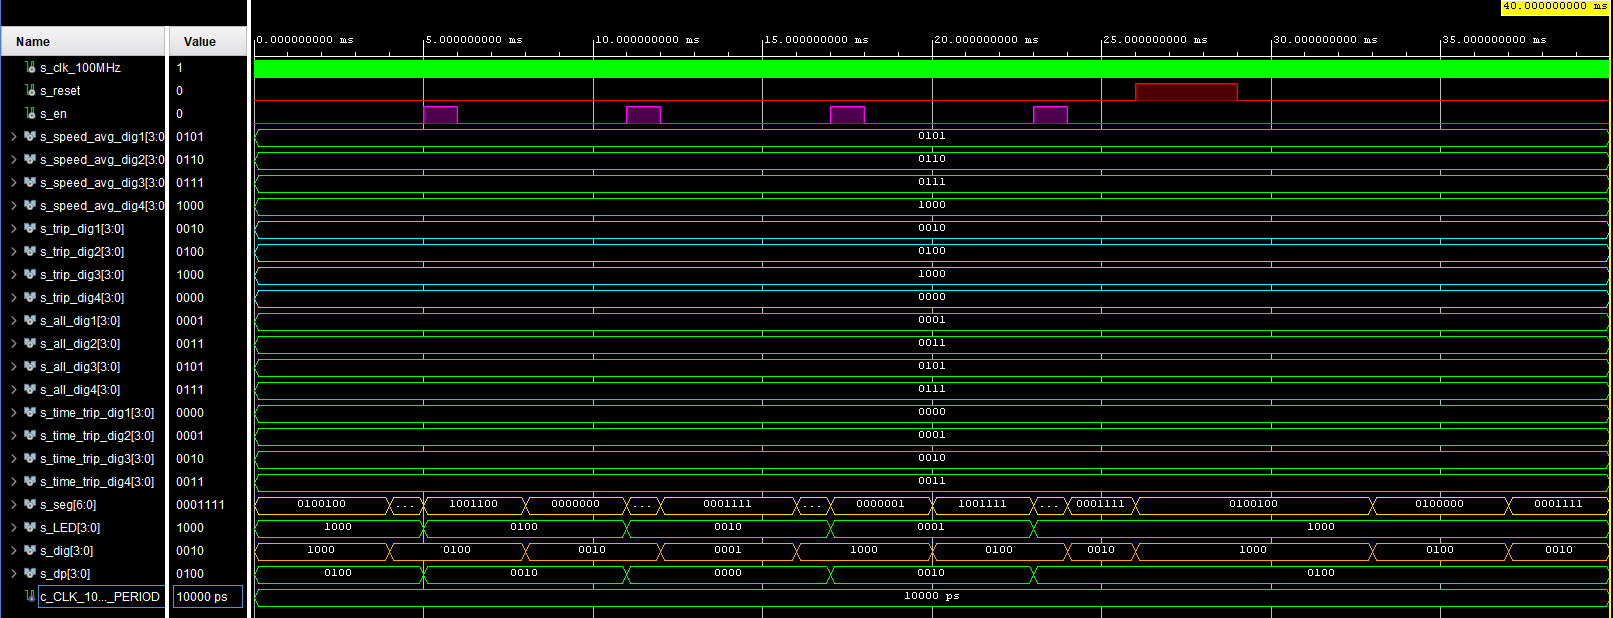 40.000000000 ms
Name Value
0.000000000 ms 5.000000000 ms 10.000000000 ms 15.000000000 ms 20.000000000 ms 25.000000000 ms 30.000000000 ms 35.000000000 ms
s_clk_100MHz 1
s_reset 0
s_en 0
s_speed_avg_dig1[3:0 0101 0101
s_speed_avg_dig2[3:0 0110 0110
s_speed_avg_dig3[3:0 0111 0111
s_speed_avg_dig4[3:0 1000 1000
s_trip_dig1[3:0] 0010 0010
s_trip_dig2[3:0] 0100 0100
s_trip_dig3[3:0] 1000 1000
s_trip_dig4[3:0] 0000 0000
s_all_dig1[3:0] 0001 0001
s_all_dig2[3:0] 0011 0011
s_all_dig3[3:0] 0101 0101
s_all_dig4[3:0] 0111 0111
s_time_trip_dig1[3:0] 0000 0000
s_time_trip_dig2[3:0] 0001 0001
s_time_trip_dig3[3:0] 0010 0010
s_time_trip_dig4[3:0] 0011 0011
s_seg[6:0] 0001111 0100100 ... 1001100 0000000 ... 0001111 ... 0000001 1001111 ... 0001111 0100100 0100000 0001111
s_LED[3:0] 1000 1000 0100 0010 0001 1000
s_dig[3:0] 0010 1000 0100 0010 0001 1000 0100 0010 1000 0100 0010
s_dp[3:0] 0100 0100 0010 0000 0010 0100
c_CLK_10..._PERIOD 10000 ps 10000 ps